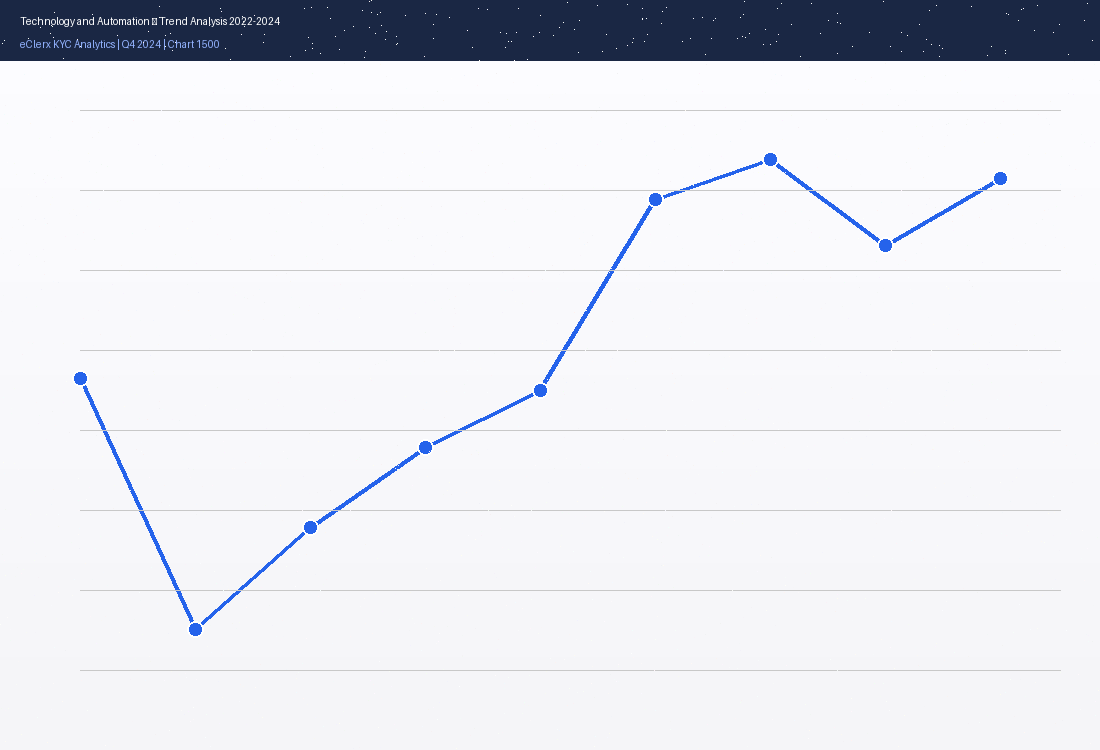 Technology and Automation □ Trend Analysis 2022-2024
eClerx KYC Analytics | Q4 2024 | Chart 1500